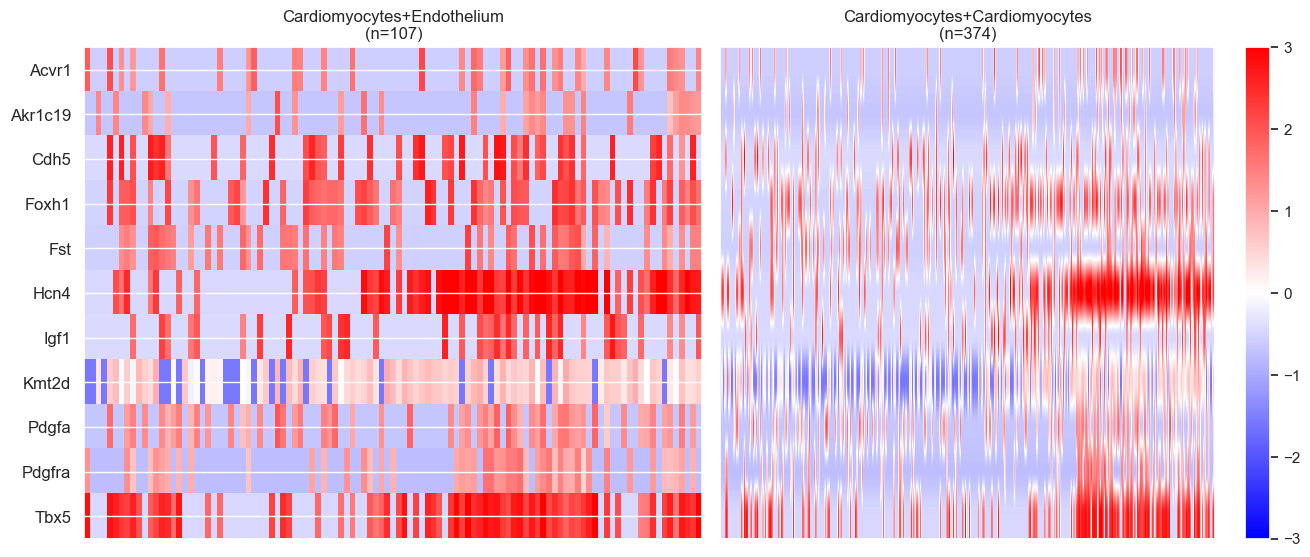 Cardiomyocytes+Endothelium
(n=107)
Cardiomyocytes+Cardiomyocytes
(n=374)
Acvr1
Akr1c19
Cdh5
Foxh1
Fst
Hcn4
Igf1
Kmt2d
Pdgfa
Pdgfra
Tbx5
3
2
1
0
−1
−2
−3